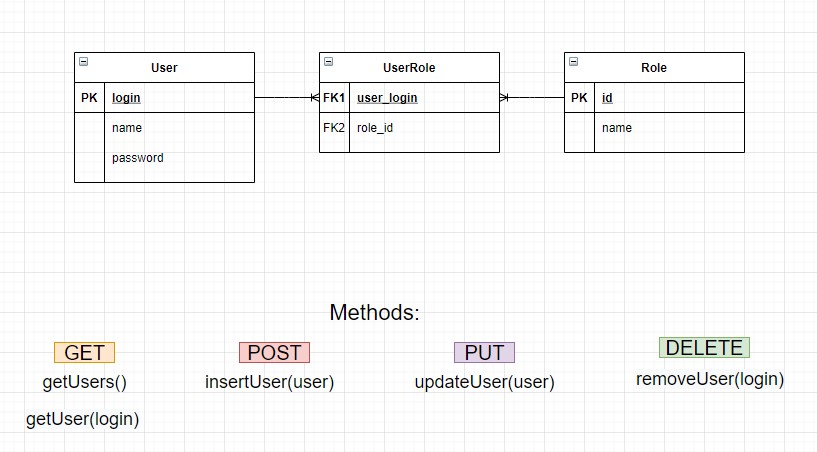 User
PK login
name
password
UserRole
FK1 user_login
FK2 role_id
Role
PK id
name
Methods:
GET
getUsers()
getUser(login)
POST
insertUser(user)
PUT
updateUser(user)
DELETE
removeUser(login)